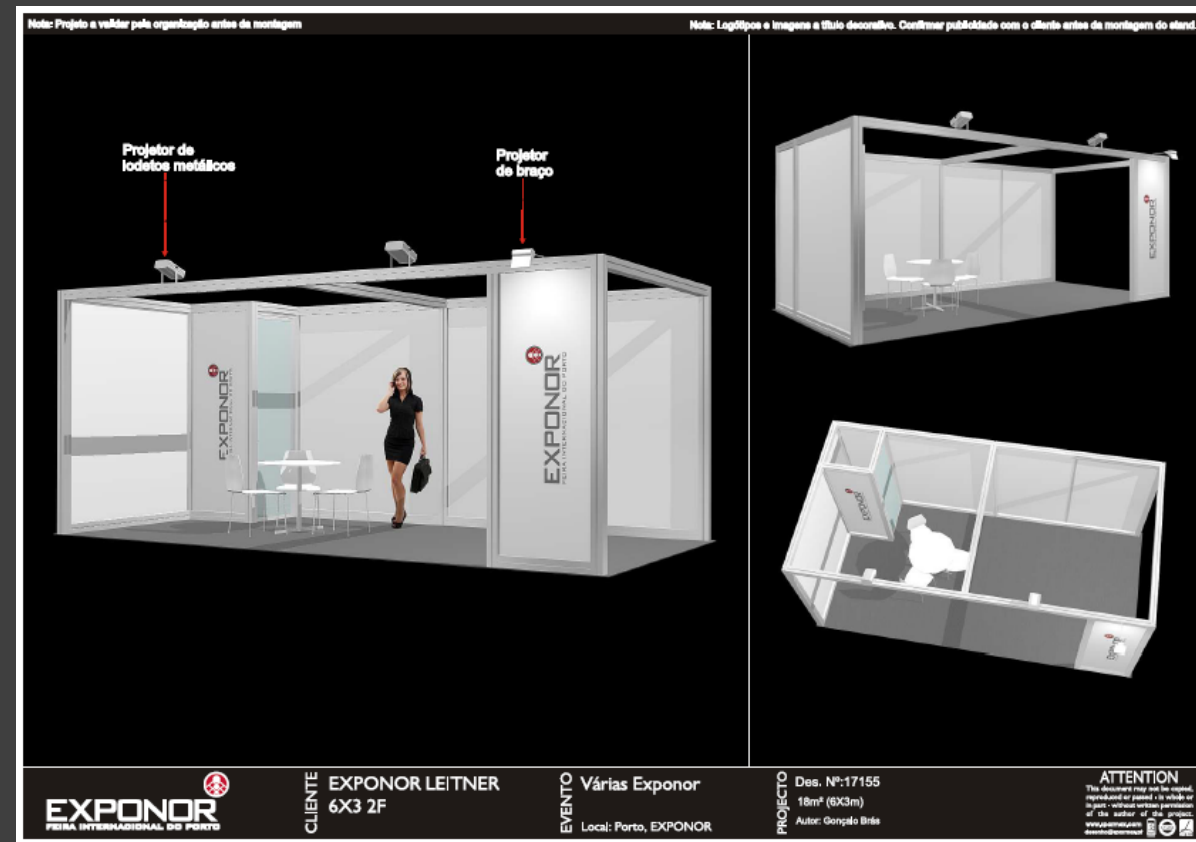 Nota: Projeto a validar pela organização antes da montagem
Nota: Logótipos e imagens a título decorativo. Confirmar publicidade com o cliente antes da montagem do stand.
Projetor de
iodetos metálicos
Projetor
de braço
EXPONOR
EXPONOR
FEIRA INTERNACIONAL DO PORTO
EXPONOR
EXPONOR
EXPONOR
FEIRA INTERNACIONAL DO PORTO
CLIENTE
EXPONOR LEITNER
6X3 2F
EVENTO
Várias Exponor
Local: Porto, EXPONOR
PROJECTO
Des. Nº:17155
18m² (6X3m)
Autor: Gonçalo Brás
ATTENTION
This document may not be copied,
reproduced or passed - in whole or
in part - without written permission
of the author of the project.